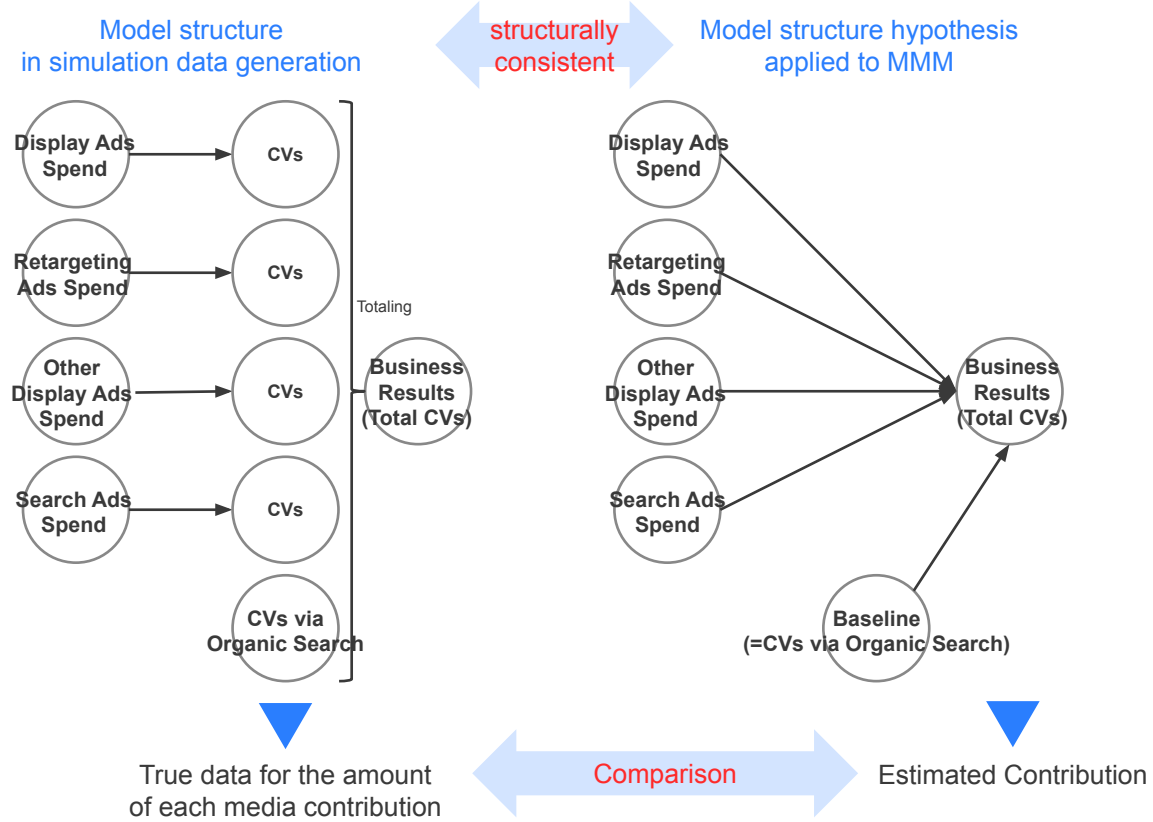 Model structure
in simulation data generation
structurally
consistent
Model structure hypothesis
applied to MMM
Display Ads
Spend
CVs
Retargeting
Ads Spend
CVs
Totaling
Other
Display Ads
Spend
CVs
Business
Results
(Total CVs)
Search Ads
Spend
CVs
CVs via
Organic Search
Display Ads
Spend
Retargeting
Ads Spend
Other
Display Ads
Spend
Business
Results
(Total CVs)
Search Ads
Spend
Baseline
(=CVs via Organic Search)
True data for the amount
of each media contribution
Comparison
Estimated Contribution